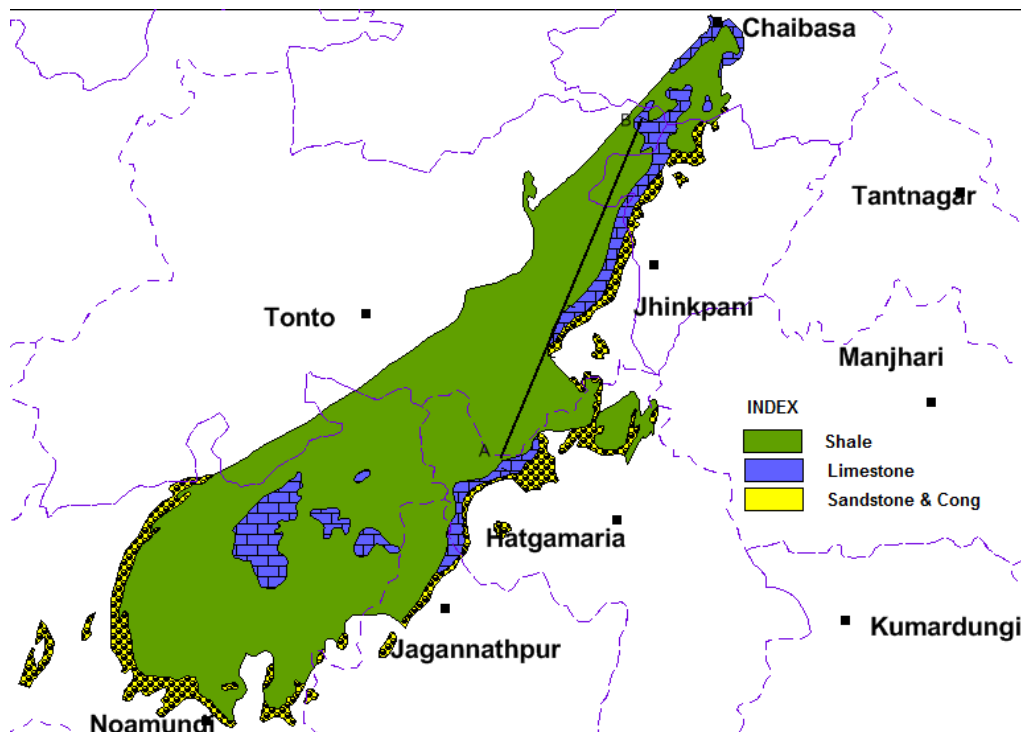 Chaibasa
B
Tantnagar
Jhinkpani
Tonto
Manjhari
INDEX
Shale
Limestone
Sandstone & Cong
A
Hatgamaria
Kumardungi
Jagannathpur
Noamundi